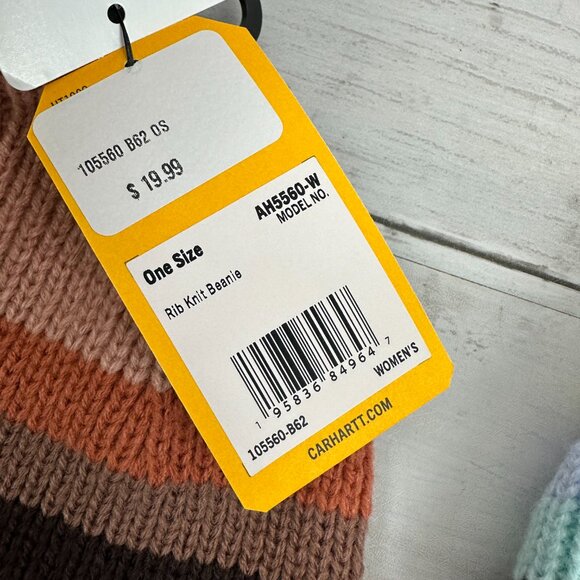 105560 B62 OS
$ 19.99
AH5560-W
MODEL NO.
One Size
Rib Knit Beanie
1 95836 84964 7
105560-B62
WOMEN'S
CARHARTT.COM